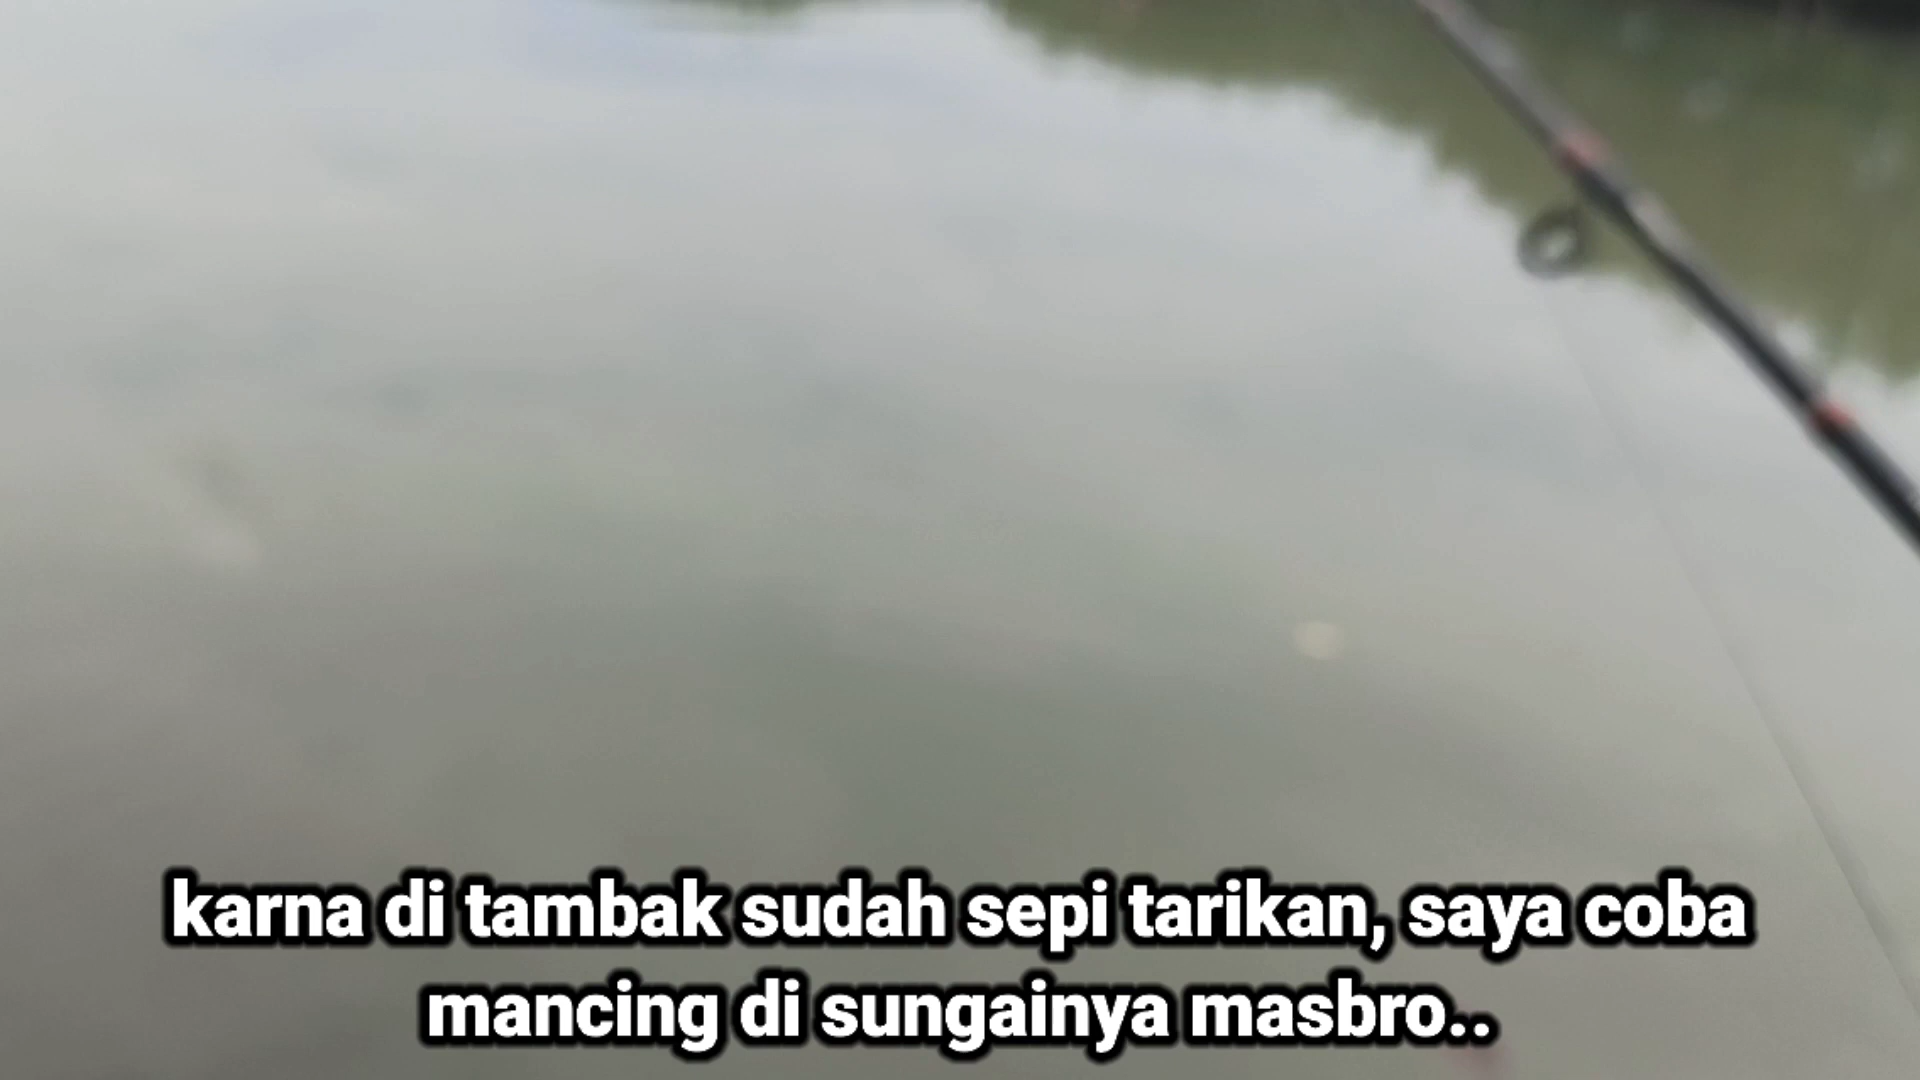 karna di tambak sudah sepi tarikan, saya coba
mancing di sungainya masbro..